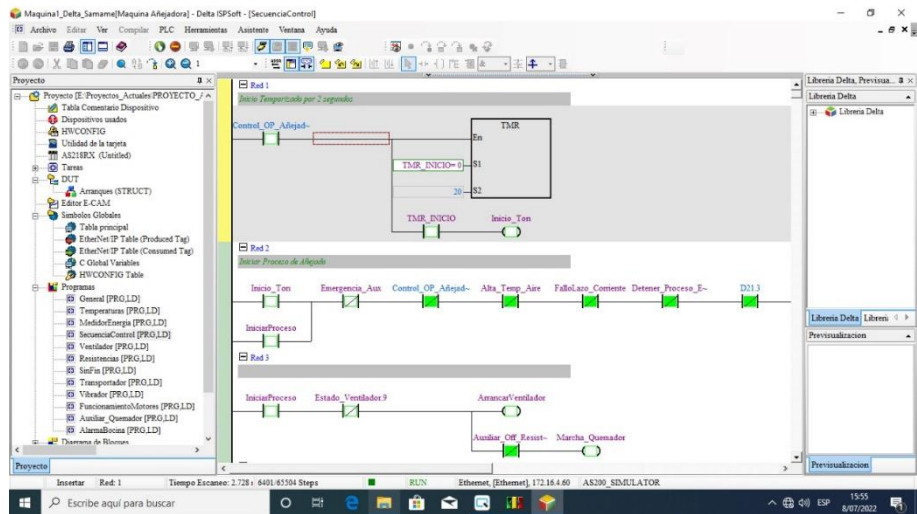 Maquina1_Delta_Samame[Maquina Añejadora] - Delta ISPSoft - [SecuenciaControl]
Archivo Editar Ver Compilar PLC Herramientas Asistente Ventana Ayuda
Proyecto
Proyecto [E:\Proyectos_Actuales\PROYECTO_/
Tabla Comentario Dispositivo
Dispositivos usados
HWCONFIG
Utilidad de la tarjeta
AS218RX (Untitled)
Tareas
DUT
Arranques (STRUCT)
Editor E-CAM
Simbolos Globales
Tabla principal
EtherNet/IP Table (Produced Tag)
EtherNet/IP Table (Consumed Tag)
C Global Variables
HWCONFIG Table
Programas
General [PRG,LD]
Temperaturas [PRG,LD]
MedidorEnergia [PRG,LD]
SecuenciaControl [PRG,LD]
Ventilador [PRG,LD]
Resistencias [PRG,LD]
SinFin [PRG,LD]
Transportador [PRG,LD]
Vibrador [PRG,LD]
FuncionamientoMotores [PRG,LD]
Auxiliar_Quemador [PRG,LD]
AlarmaBocina [PRG,LD]
Diagrama de Bloques
Proyecto
Red 1
Inicio Temporizado por 2 segundos
Control_OP_Añejad~
TMR
En
TMR_INICIO= 0
S1
20
S2
TMR_INICIO Inicio_Ton
Red 2
Iniciar Proceso de Añejado
Inicio_Ton Emergencia_Aux Control_OP_Añejad~ Alta_Temp_Aire FalloLazo_Corriente Detener_Proceso_E~ D21.3
IniciarProceso
Red 3
IniciarProceso Estado_Ventilador.9 ArrancarVentilador
Auxiliar_Off_Resist~ Marcha_Quemador
Libreria Delta, Previsua...
Libreria Delta
Libreria Delta
Libreria Delta Libreri
Previsualizacion
Previsualizacion
Insertar Red: 1 Tiempo Escaneo: 2.728 6401/65504 Steps RUN Ethernet, [Ethernet], 172.16.4.60 AS200_SIMULATOR
Escribe aquí para buscar
ESP
15:55
8/07/2022